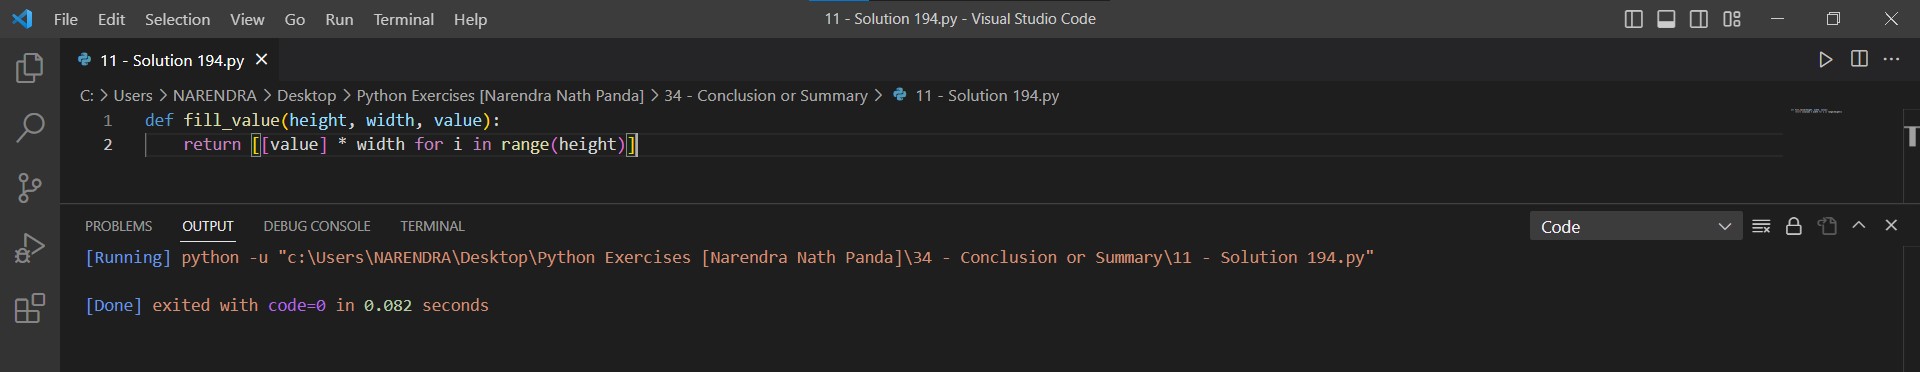 File Edit Selection View Go Run Terminal Help 11 - Solution 194.py - Visual Studio Code
11 - Solution 194.py
C: > Users > NARENDRA > Desktop > Python Exercises [Narendra Nath Panda] > 34 - Conclusion or Summary > 11 - Solution 194.py
1 def fill_value(height, width, value):
2 return [[value] * width for i in range(height)]
PROBLEMS OUTPUT DEBUG CONSOLE TERMINAL Code
[Running] python -u "c:\Users\NARENDRA\Desktop\Python Exercises [Narendra Nath Panda]\34 - Conclusion or Summary\11 - Solution 194.py"
[Done] exited with code=0 in 0.082 seconds